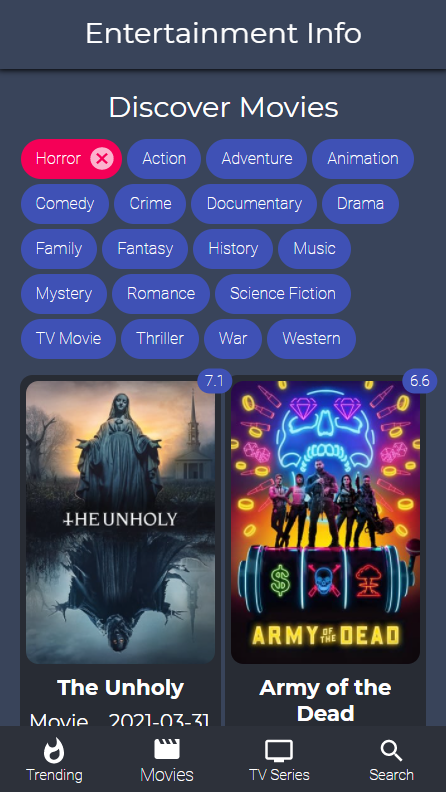 Entertainment Info
Discover Movies
Horror Action Adventure Animation
Comedy Crime Documentary Drama
Family Fantasy History Music
Mystery Romance Science Fiction
TV Movie Thriller War Western
7.1 6.6
THE UNHOLY
ARMY OF THE DEAD
The Unholy
Army of the
Dead
Movie 2021-03-31
Trending Movies TV Series Search